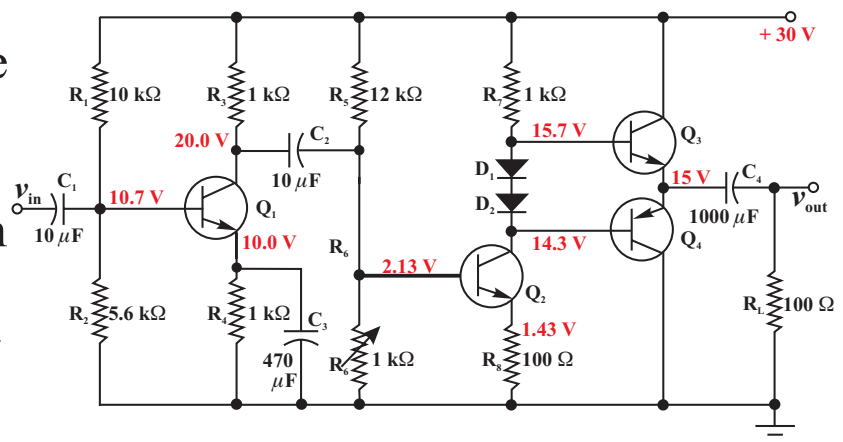 e
+ 30 V
R1 10 kΩ
R3 1 kΩ
R5 12 kΩ
R7 1 kΩ
Q3
15.7 V
20.0 V
C2
10 μF
D1
D2
15 V
C4
1000 μF
vout
vin
C1
10 μF
10.7 V
Q1
10.0 V
R6
2.13 V
14.3 V
Q4
Q2
n
R2 5.6 kΩ
R4 1 kΩ
C3
470
μF
R6 1 kΩ
1.43 V
R8 100 Ω
RL 100 Ω